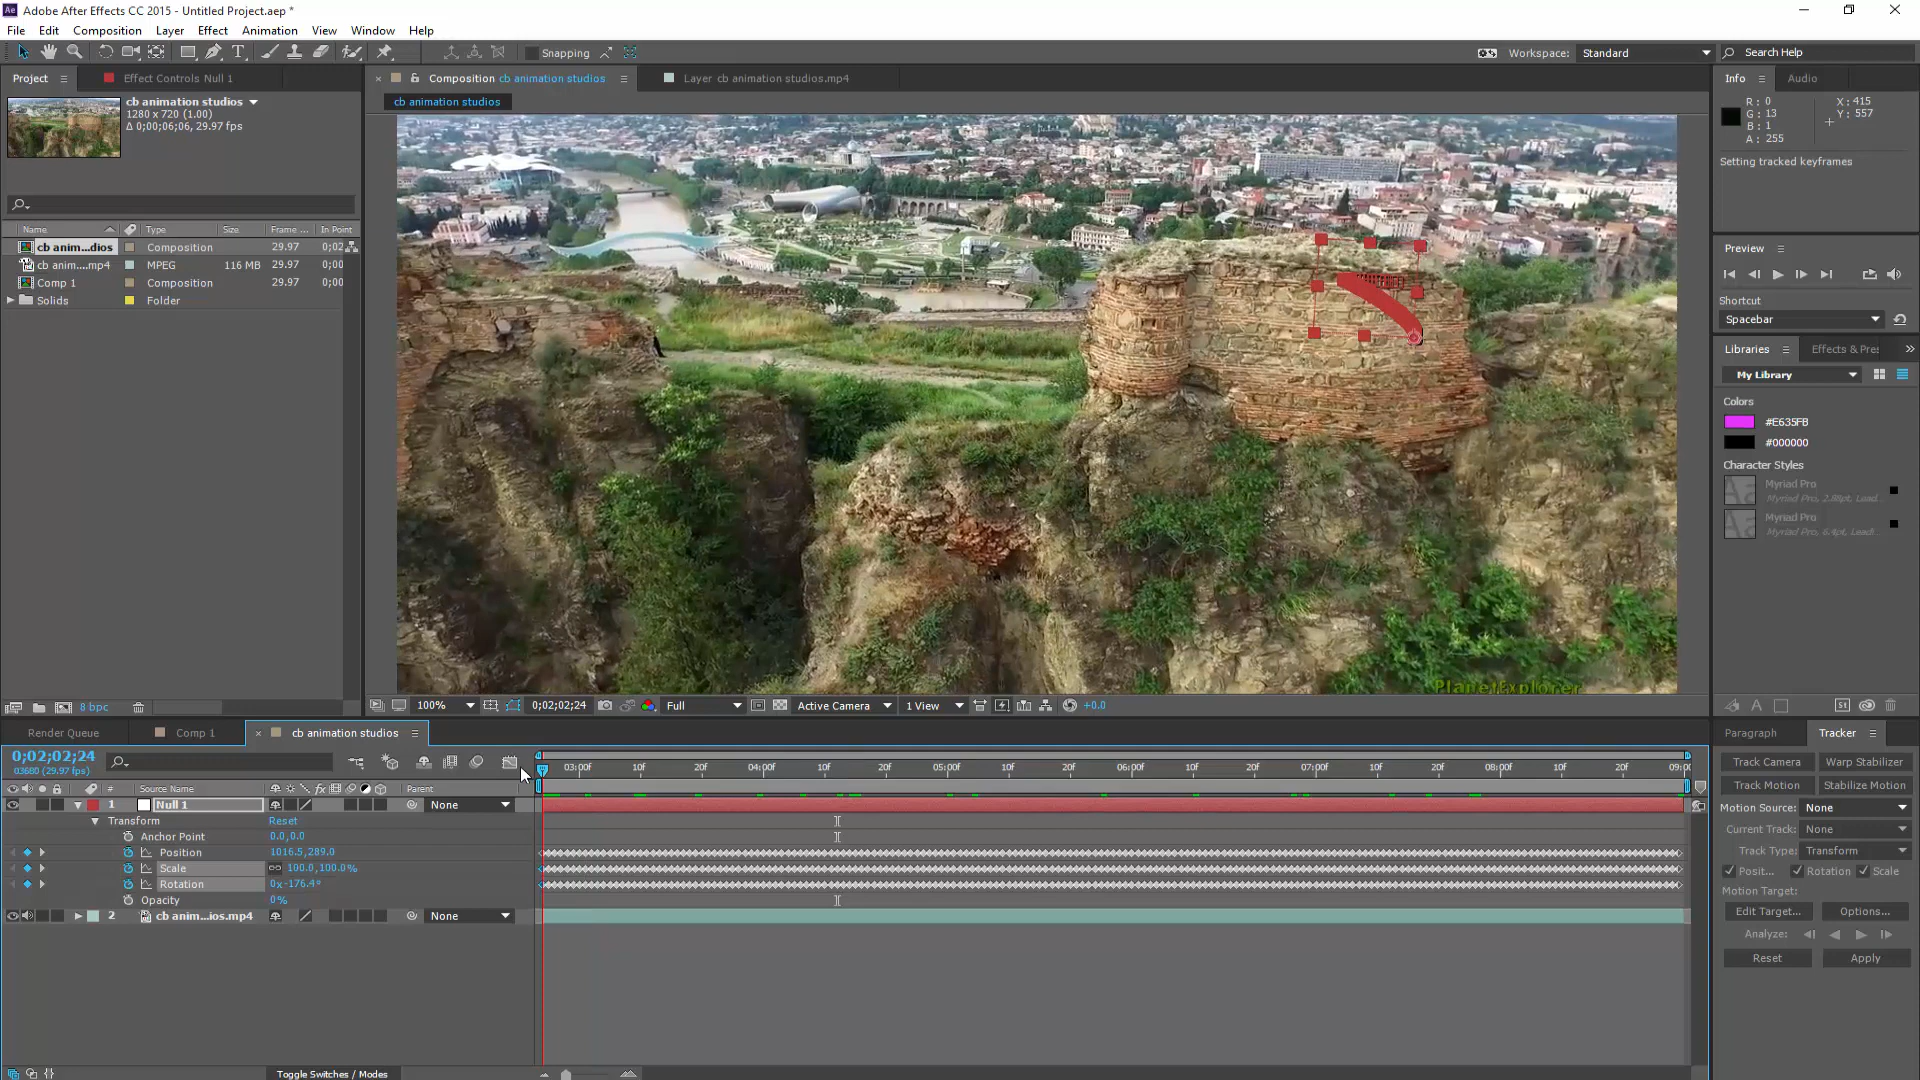 Adobe After Effects CC 2015 - Untitled Project.aep *
File Edit Composition Layer Effect Animation View Window Help
Snapping
Workspace: Standard
Search Help
Project
Effect Controls Null 1
Composition cb animation studios
Layer cb animation studios.mp4
cb animation studios
cb animation studios
1280 x 720 (1.00)
Δ 0;00;06;06, 29.97 fps
Name Type Size Frame ... In Point
cb anim...dios Composition 29.97 0;02
cb anim....mp4 MPEG 116 MB 29.97 0;00
Comp 1 Composition 29.97 0;00
Solids Folder
8 bpc
PlanetExplorer
100%
0;02;02;24
Full
Active Camera
1 View
+0.0
Info Audio
R: 0
G: 13
B: 1
A: 255
X: 415
Y: 557
Setting tracked keyframes
Preview
Shortcut
Spacebar
Libraries Effects & Pre
My Library
Colors
#E635FB
#000000
Character Styles
Myriad Pro
Myriad Pro
Render Queue
Comp 1
cb animation studios
0;02;02;24
03680 (29.97 fps)
03:00f 10f 20f 04:00f 10f 20f 05:00f 10f 20f 06:00f 10f 20f 07:00f 10f 20f 08:00f 10f 20f 09:00
# Source Name Parent
1 Null 1 None
Transform Reset
Anchor Point 0.0,0.0
Position 1016.5,289.0
Scale 100.0,100.0%
Rotation 0x-176.4°
Opacity 0%
2 cb anim...ios.mp4 None
Toggle Switches / Modes
Paragraph Tracker
Track Camera Warp Stabilizer
Track Motion Stabilize Motion
Motion Source: None
Current Track: None
Track Type: Transform
Posit... Rotation Scale
Motion Target:
Edit Target... Options...
Analyze:
Reset Apply